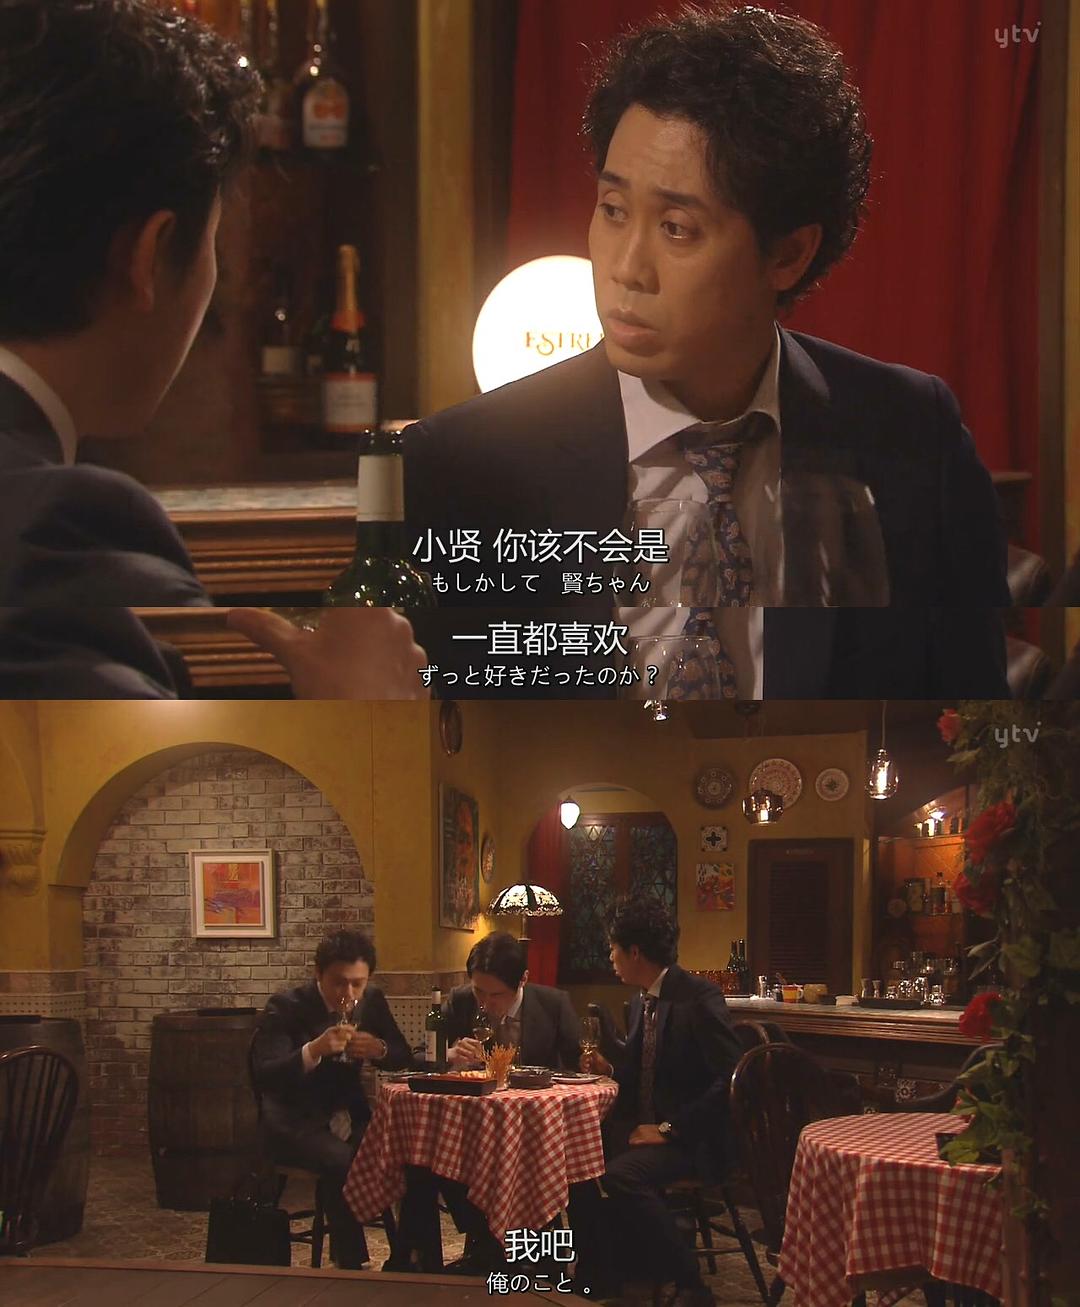 ytv
ESTRE
小贤 你该不会是
もしかして 賢ちゃん
一直都喜欢
ずっと好きだったのか？
ytv
我吧
俺のこと 。